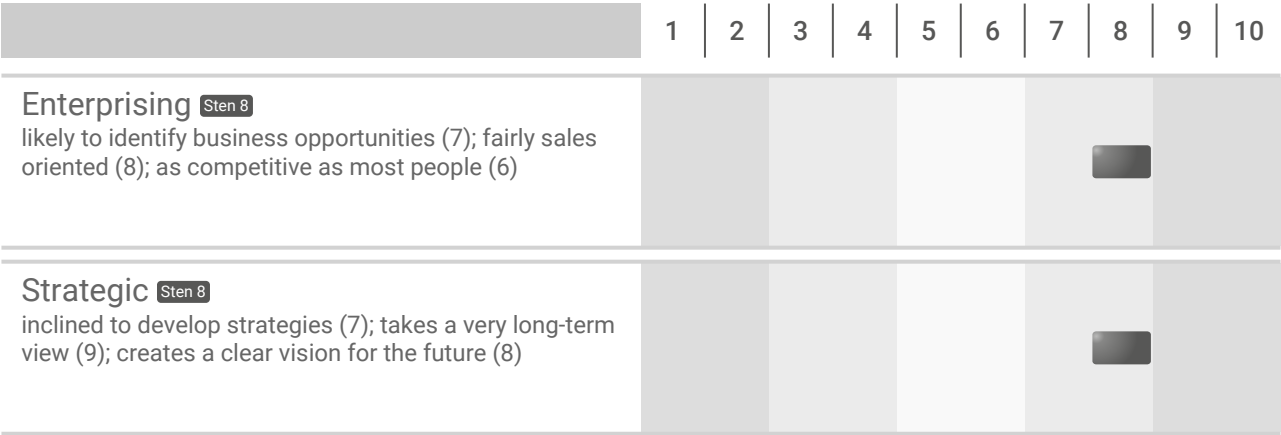 1 2 3 4 5 6 7 8 9 10
Enterprising Sten 8
likely to identify business opportunities (7); fairly sales
oriented (8); as competitive as most people (6)
Strategic Sten 8
inclined to develop strategies (7); takes a very long-term
view (9); creates a clear vision for the future (8)